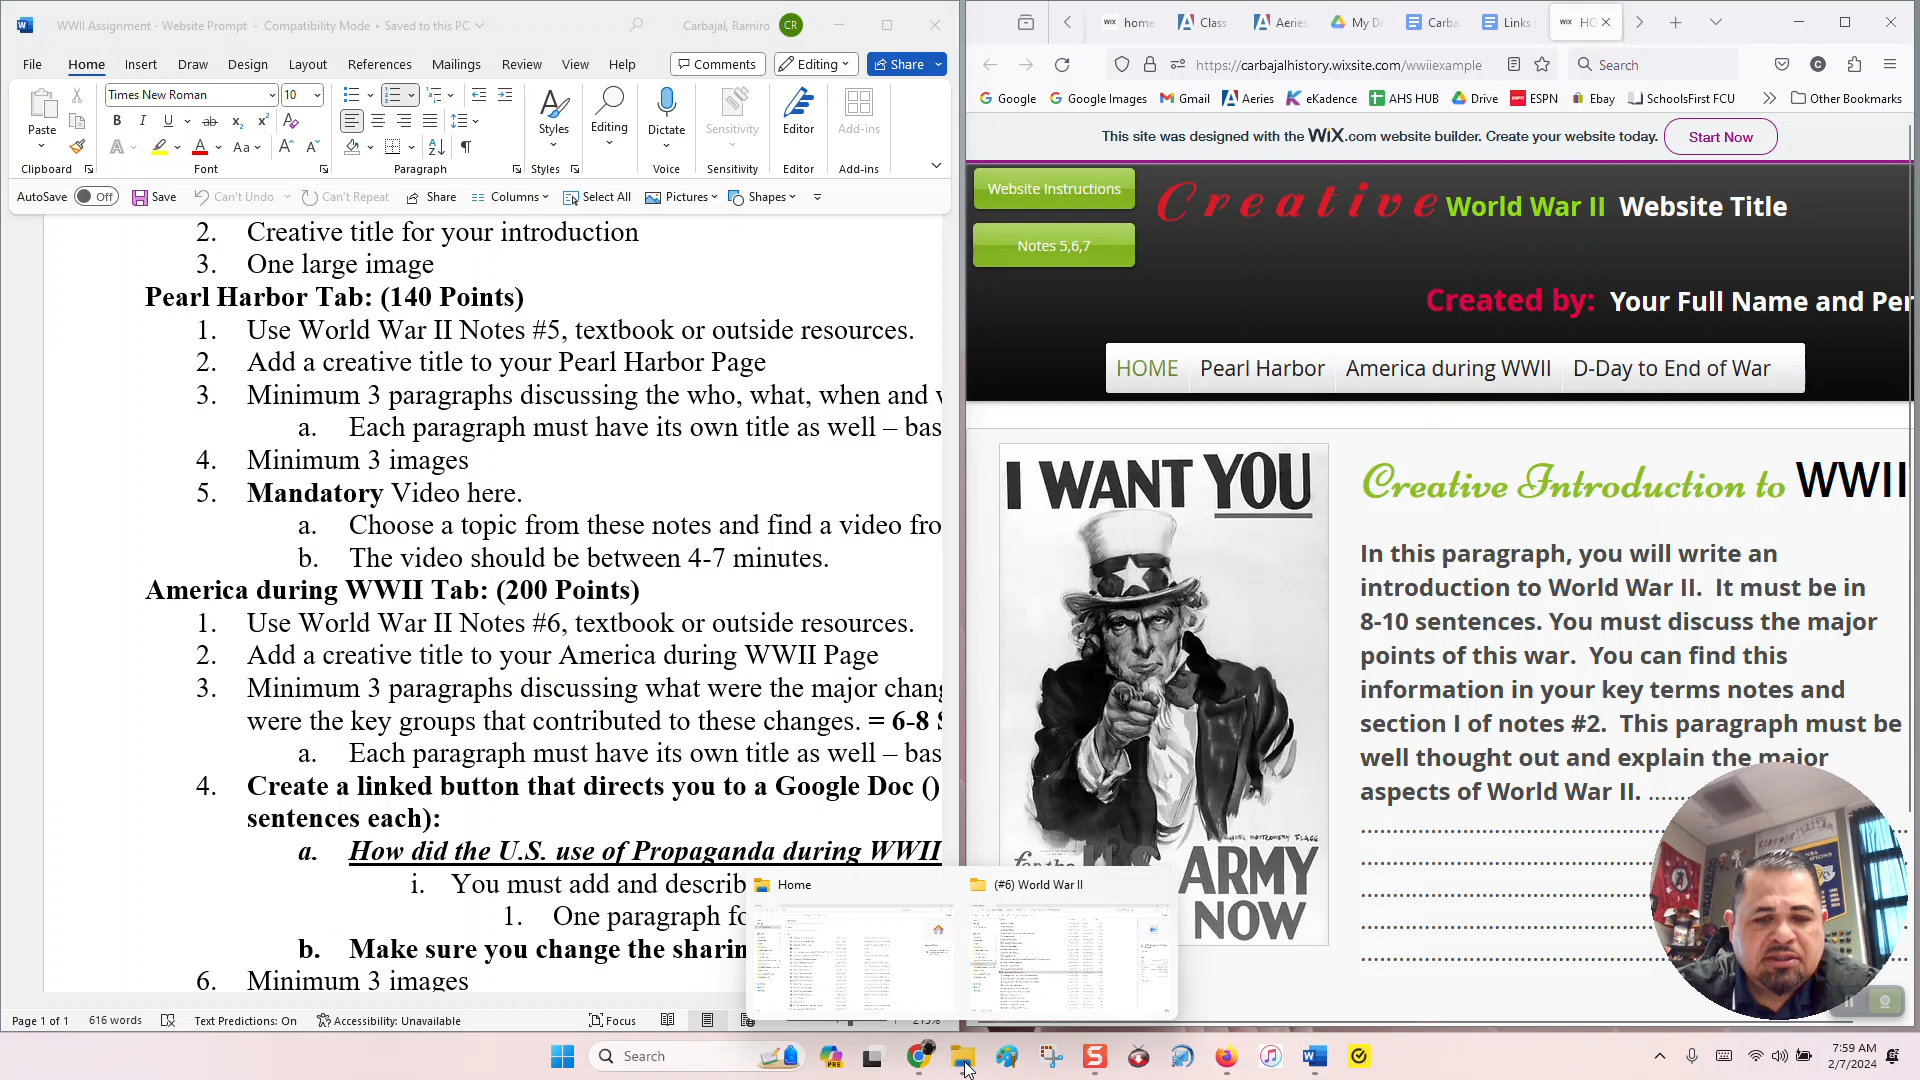 WWII Assignment - Website Prompt - Compatibility Mode • Saved to this PC
Carbajal, Ramiro CR
File Home Insert Draw Design Layout References Mailings Review View Help Comments Editing Share
Times New Roman 10
Paste Styles Editing Dictate Sensitivity Editor Add-ins
Clipboard Font Paragraph Styles Voice Sensitivity Editor Add-ins
AutoSave Off Save Can't Undo Can't Repeat Share Columns Select All Pictures Shapes
2. Creative title for your introduction
3. One large image
Pearl Harbor Tab: (140 Points)
1. Use World War II Notes #5, textbook or outside resources.
2. Add a creative title to your Pearl Harbor Page
3. Minimum 3 paragraphs discussing the who, what, when and
a. Each paragraph must have its own title as well – bas
4. Minimum 3 images
5. Mandatory Video here.
a. Choose a topic from these notes and find a video fro
b. The video should be between 4-7 minutes.
America during WWII Tab: (200 Points)
1. Use World War II Notes #6, textbook or outside resources.
2. Add a creative title to your America during WWII Page
3. Minimum 3 paragraphs discussing what were the major chang
were the key groups that contributed to these changes. = 6-8
a. Each paragraph must have its own title as well – bas
4. Create a linked button that directs you to a Google Doc ()
sentences each):
a. How did the U.S. use of Propaganda during WWII
i. You must add and describ
1. One paragraph fo
b. Make sure you change the sharin
6. Minimum 3 images
Page 1 of 1 616 words Text Predictions: On Accessibility: Unavailable Focus 215%
home Class Aeries My D Carba Links HO
https://carbajalhistory.wixsite.com/wwiiexample Search
Google Google Images Gmail Aeries eKadence AHS HUB Drive ESPN Ebay SchoolsFirst FCU Other Bookmarks
This site was designed with the WiX.com website builder. Create your website today. Start Now
Website Instructions
Notes 5,6,7
Creative World War II Website Title
Created by: Your Full Name and Per
HOME Pearl Harbor America during WWII D-Day to End of War
I WANT YOU
for the
ARMY
NOW
Creative Introduction to WWII
In this paragraph, you will write an
introduction to World War II. It must be in
8-10 sentences. You must discuss the major
points of this war. You can find this
information in your key terms notes and
section I of notes #2. This paragraph must be
well thought out and explain the major
aspects of World War II. ......
Home
(#6) World War II
Search
PRE
7:59 AM
2/7/2024